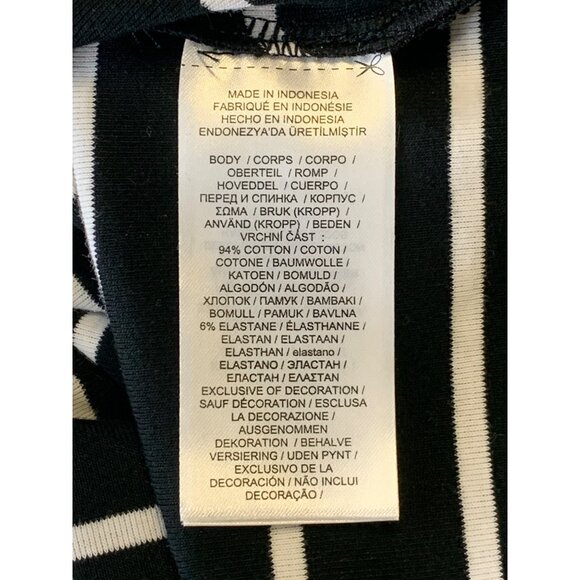 MADE IN INDONESIA
FABRIQUÉ EN INDONÉSIE
HECHO EN INDONESIA
ENDONEZYA'DA ÜRETİLMİŞTİR
BODY / CORPS / CORPO /
OBERTEIL / ROMP /
HOVEDDEL / CUERPO /
ПЕРЕД И СПИНКА / КОРПУС /
ΣΩΜΑ / BRUK (KROPP) /
ANVÄND (KROPP) / BEDEN /
VRCHNÍ ČÁST :
94% COTTON / COTON /
COTONE / BAUMWOLLE /
KATOEN / BOMULD /
ALGODÓN / ALGODÃO /
ХЛОПОК / ПАМУК / BAMBAKI /
BOMULL / PAMUK / BAVLNA
6% ELASTANE / ÉLASTHANNE /
ELASTAN / ELASTAAN /
ELASTHAN / elastano /
ELASTANO / ЭЛАСТАН /
ЕЛАСТАН / ΕΛΑΣΤΑΝ
EXCLUSIVE OF DECORATION /
SAUF DÉCORATION / ESCLUSA
LA DECORAZIONE /
AUSGENOMMEN
DEKORATION / BEHALVE
VERSIERING / UDEN PYNT /
EXCLUSIVO DE LA
DECORACIÓN / NÃO INCLUI
DECORAÇÃO /